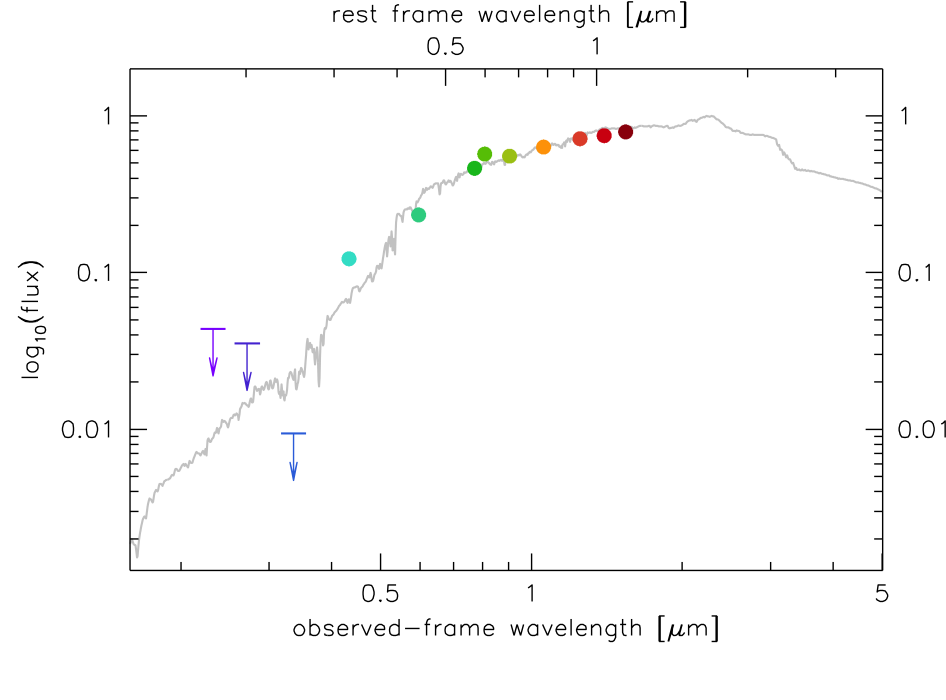 rest frame wavelength [μm]
0.5 1
1 1
0.1 0.1
0.01 0.01
log10(flux)
0.5 1 5
observed-frame wavelength [μm]